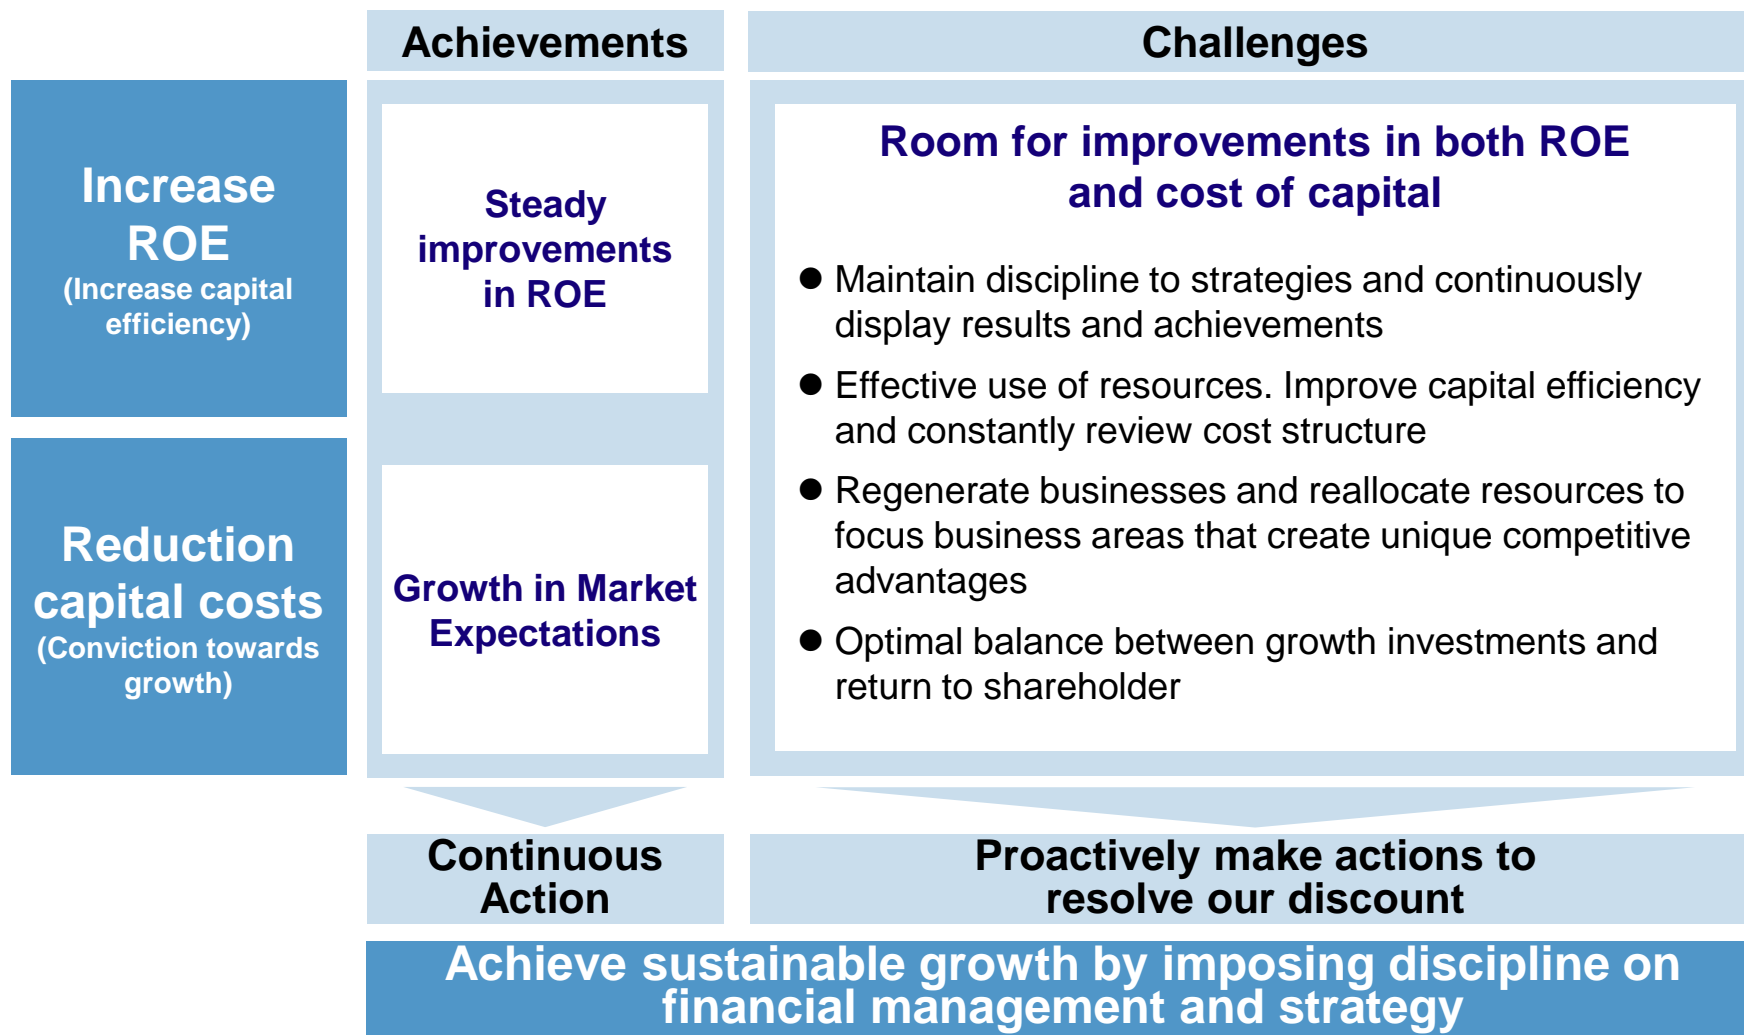 Achievements
Challenges
Increase
ROE
(Increase capital
efficiency)
Steady
improvements
in ROE
Room for improvements in both ROE
and cost of capital
● Maintain discipline to strategies and continuously
display results and achievements
● Effective use of resources. Improve capital efficiency
and constantly review cost structure
● Regenerate businesses and reallocate resources to
focus business areas that create unique competitive
advantages
● Optimal balance between growth investments and
return to shareholder
Reduction
capital costs
(Conviction towards
growth)
Growth in Market
Expectations
Continuous
Action
Proactively make actions to
resolve our discount
Achieve sustainable growth by imposing discipline on
financial management and strategy